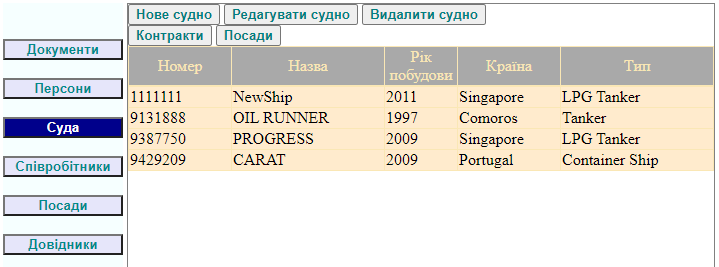 Нове судно Редагувати судно Видалити судно
Контракти Посади
Документи
Персони
Суда
Співробітники
Посади
Довідники
Номер Назва Рік побудови Країна Тип
1111111 NewShip 2011 Singapore LPG Tanker
9131888 OIL RUNNER 1997 Comoros Tanker
9387750 PROGRESS 2009 Singapore LPG Tanker
9429209 CARAT 2009 Portugal Container Ship